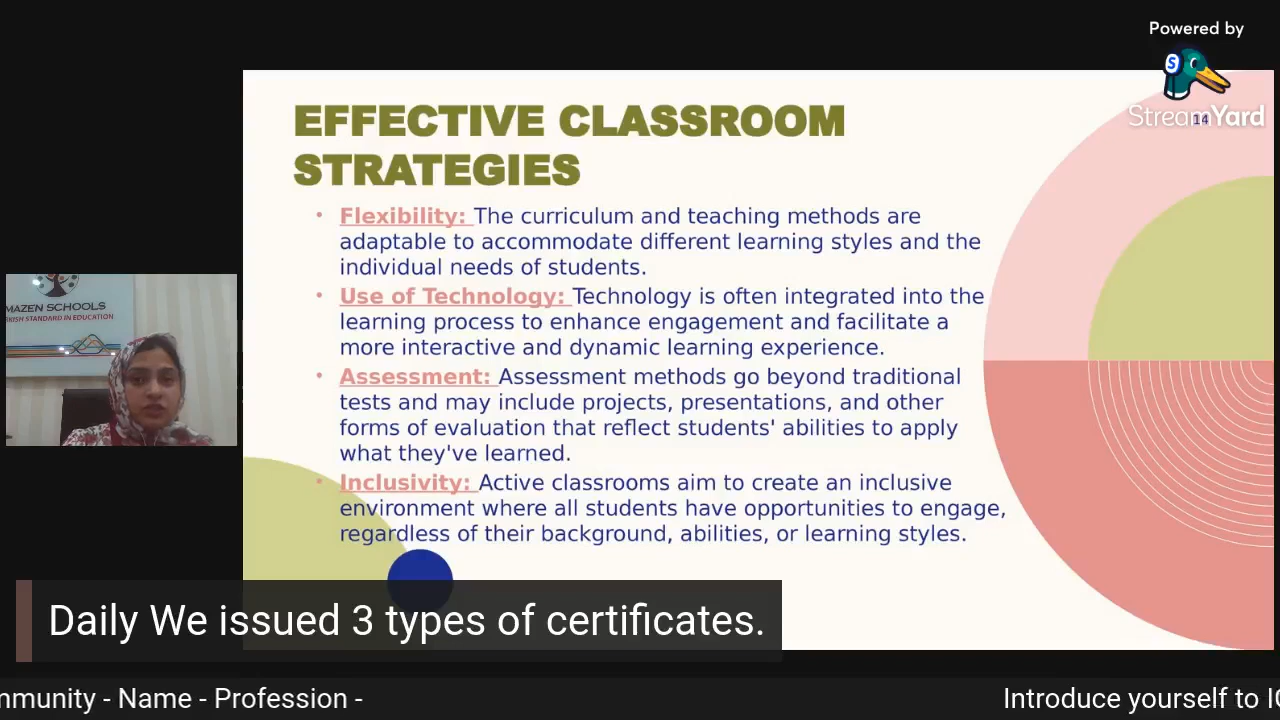 Powered by
StreamYard
14
EFFECTIVE CLASSROOM
STRATEGIES
• Flexibility: The curriculum and teaching methods are
adaptable to accommodate different learning styles and the
individual needs of students.
• Use of Technology: Technology is often integrated into the
learning process to enhance engagement and facilitate a
more interactive and dynamic learning experience.
• Assessment: Assessment methods go beyond traditional
tests and may include projects, presentations, and other
forms of evaluation that reflect students' abilities to apply
what they've learned.
• Inclusivity: Active classrooms aim to create an inclusive
environment where all students have opportunities to engage,
regardless of their background, abilities, or learning styles.
MAZEN SCHOOLS
STANDARD IN EDUCATION
Daily We issued 3 types of certificates.
mmunity - Name - Profession -
Introduce yourself to